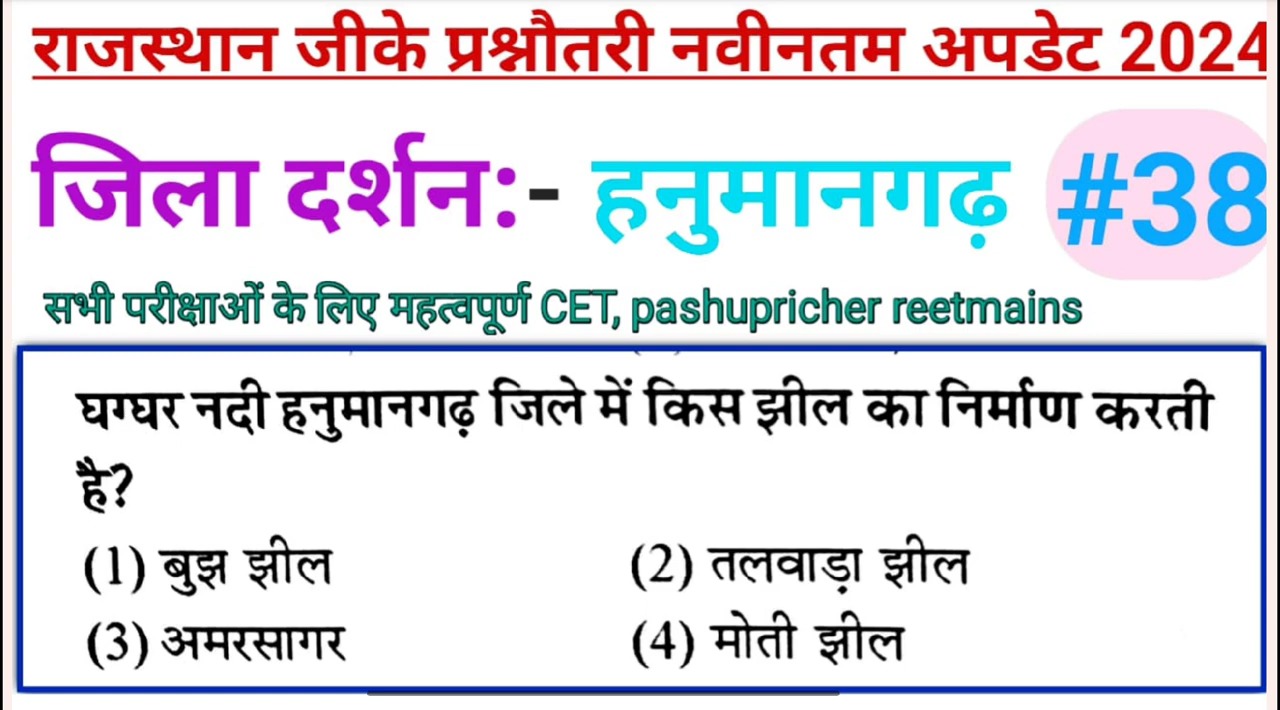 राजस्थान जीके प्रश्नौतरी नवीनतम अपडेट 2024
जिला दर्शन:- हनुमानगढ़ #38
सभी परीक्षाओं के लिए महत्वपूर्ण CET, pashupricher reetmains
घग्घर नदी हनुमानगढ़ जिले में किस झील का निर्माण करती
है?
(1) बुझ झील (2) तलवाड़ा झील
(3) अमरसागर (4) मोती झील